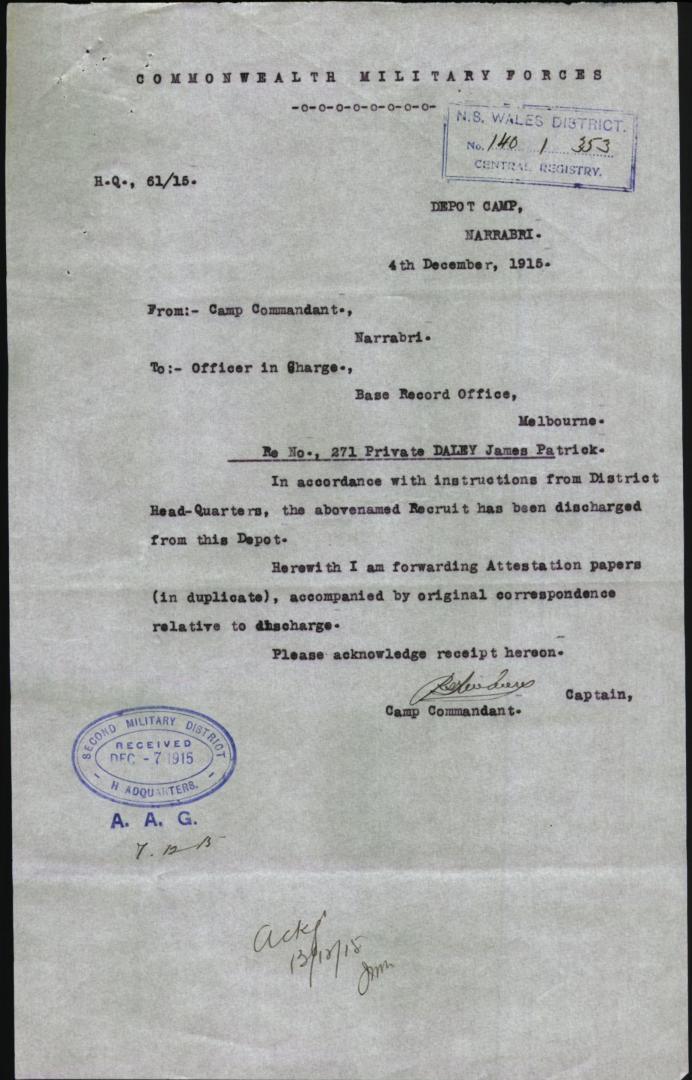 COMMONWEALTH MILITARY FORCES
-o-o-o-o-o-o-o-o-
N.S. WALES DISTRICT.
No. 140 1 353
CENTRAL REGISTRY.
H.Q., 61/15.
DEPOT CAMP,
NARRABRI.
4th December, 1915.
From:- Camp Commandant.,
Narrabri.
To:- Officer in Charge.,
Base Record Office,
Melbourne.
Re No., 271 Private DALEY James Patrick.
In accordance with instructions from District
Head-Quarters, the abovenamed Recruit has been discharged
from this Depot.
Herewith I am forwarding Attestation papers
(in duplicate), accompanied by original correspondence
relative to discharge.
Please acknowledge receipt hereon.
Captain,
Camp Commandant.
SECOND MILITARY DISTRICT
RECEIVED
DEC -7 1915
H ADQUARTERS.
A. A. G.
7. 12 15
Ackd
13/12/15